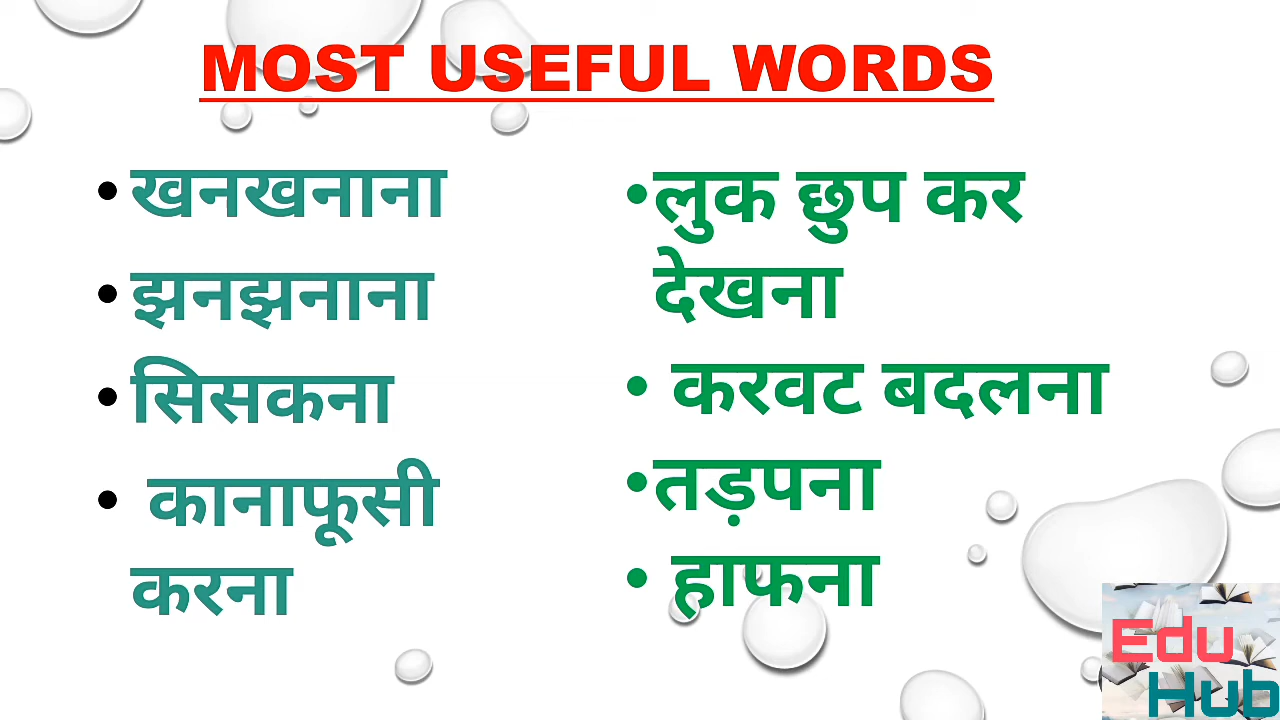 MOST USEFUL WORDS
• खनखनाना
• झनझनाना
• सिसकना
• कानाफूसी
करना
• लुक छुप कर
देखना
• करवट बदलना
• तड़पना
• हाफना
Edu
Hub